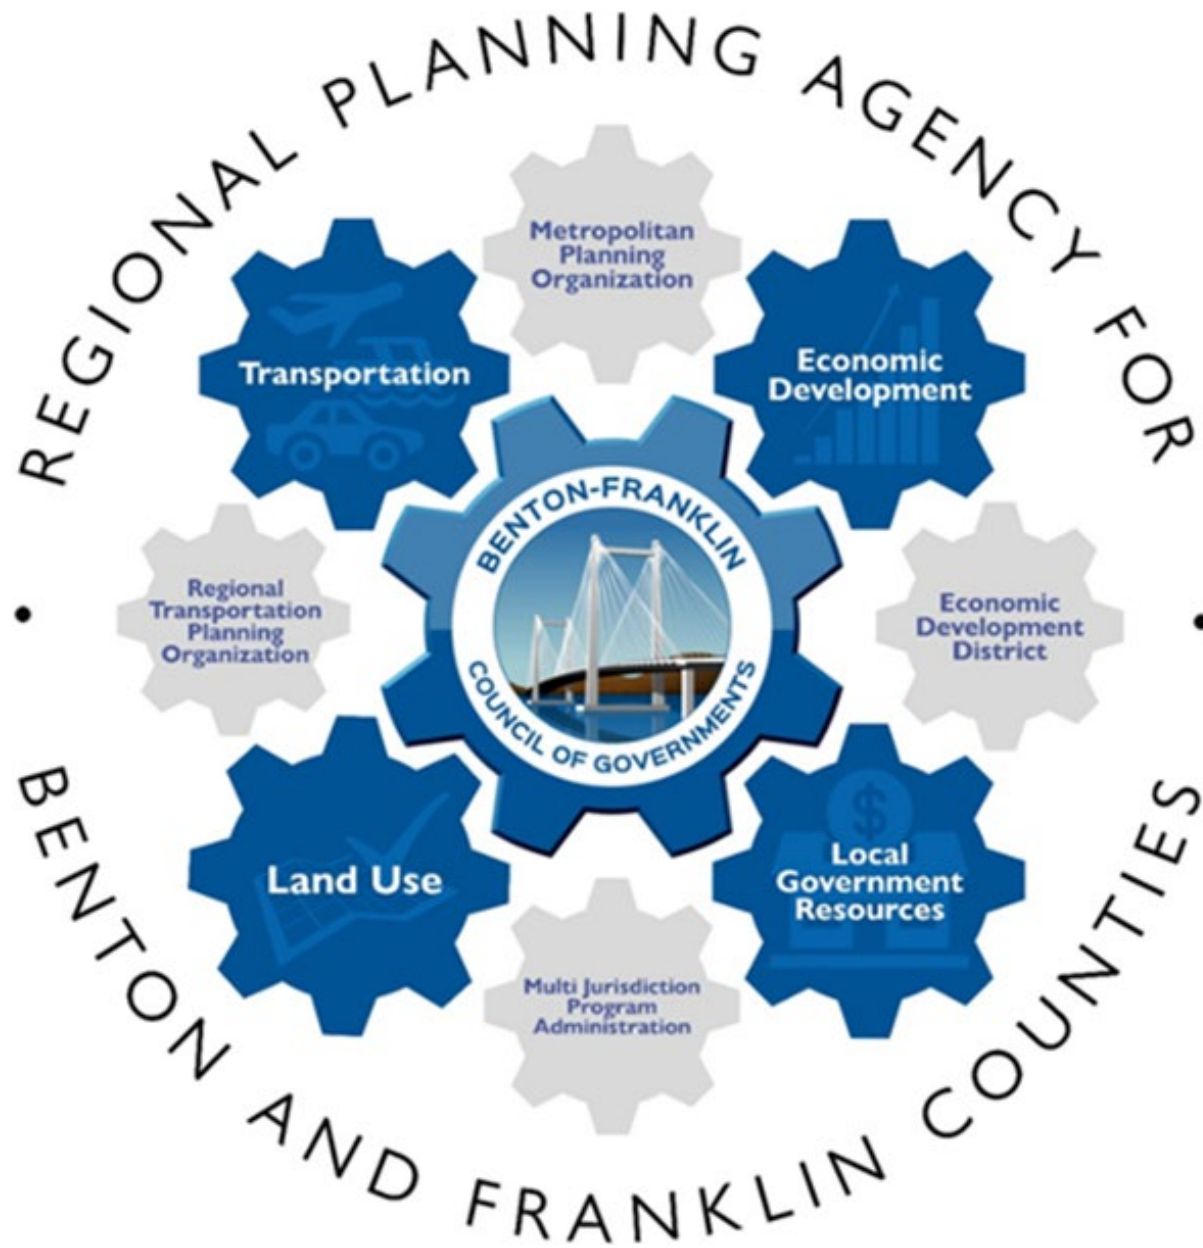 REGIONAL PLANNING AGENCY FOR
Metropolitan
Planning
Organization
Transportation
Economic
Development
BENTON-FRANKLIN
COUNCIL OF GOVERNMENTS
Regional
Transportation
Planning
Organization
Economic
Development
District
Land Use
$
Local
Government
Resources
Multi Jurisdiction
Program
Administration
BENTON AND FRANKLIN COUNTIES